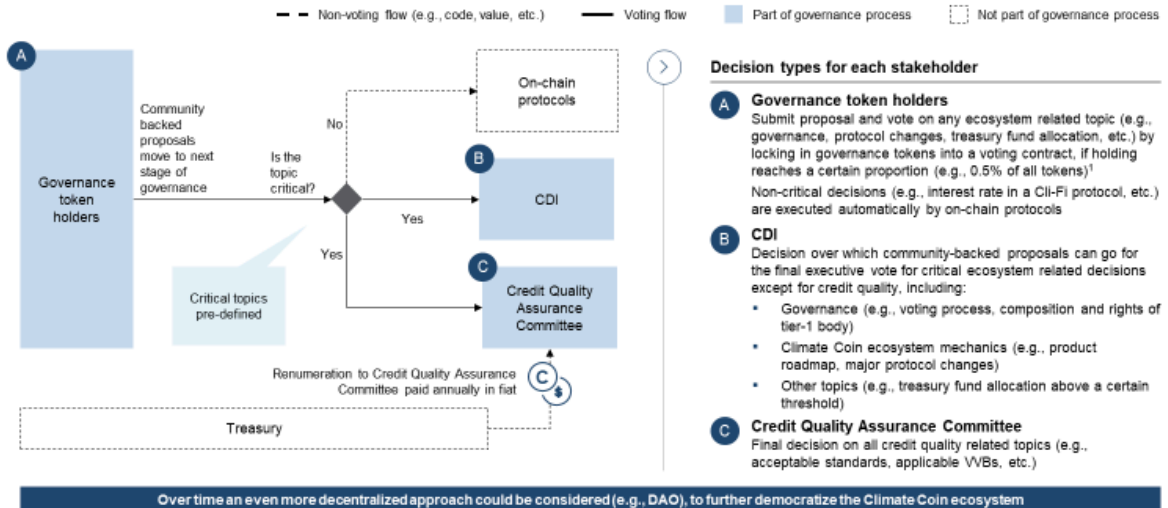 Non-voting flow (e.g., code, value, etc.)
Voting flow
Part of governance process
Not part of governance process
A
Governance
token
holders
Community
backed
proposals
move to next
stage of
governance
Is the
topic
critical?
No
Yes
Yes
Critical topics
pre-defined
On-chain
protocols
B
CDI
C
Credit Quality
Assurance
Committee
Renumeration to Credit Quality Assurance
Committee paid annually in fiat
C
$
Treasury
Decision types for each stakeholder
A
Governance token holders
Submit proposal and vote on any ecosystem related topic (e.g.,
governance, protocol changes, treasury fund allocation, etc.) by
locking in governance tokens into a voting contract, if holding
reaches a certain proportion (e.g., 0.5% of all tokens)¹
Non-critical decisions (e.g., interest rate in a Cli-Fi protocol, etc.)
are executed automatically by on-chain protocols
B
CDI
Decision over which community-backed proposals can go for
the final executive vote for critical ecosystem related decisions
except for credit quality, including:
▪ Governance (e.g., voting process, composition and rights of
tier-1 body)
▪ Climate Coin ecosystem mechanics (e.g., product
roadmap, major protocol changes)
▪ Other topics (e.g., treasury fund allocation above a certain
threshold)
C
Credit Quality Assurance Committee
Final decision on all credit quality related topics (e.g.,
acceptable standards, applicable VVBs, etc.)
Over time an even more decentralized approach could be considered (e.g., DAO), to further democratize the Climate Coin ecosystem